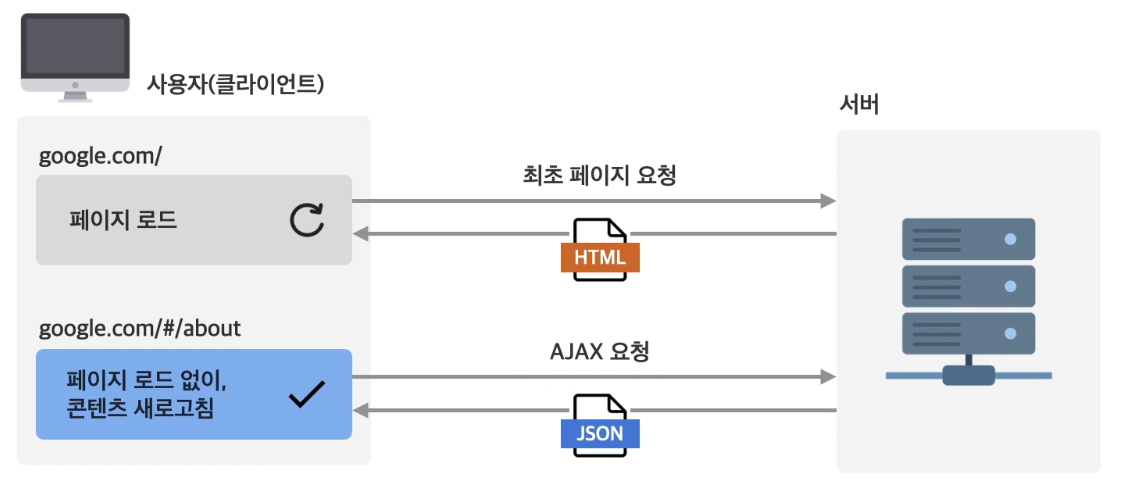 사용자(클라이언트)
서버
google.com/
페이지 로드
최초 페이지 요청
HTML
google.com/#/about
페이지 로드 없이,
콘텐츠 새로고침
AJAX 요청
JSON